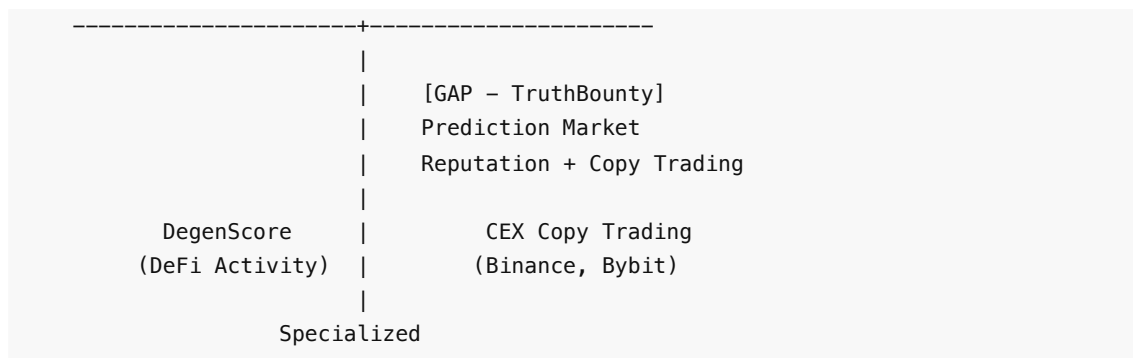 ----------------------+----------------------
|
| [GAP – TruthBounty]
| Prediction Market
| Reputation + Copy Trading
|
DegenScore | CEX Copy Trading
(DeFi Activity) | (Binance, Bybit)
|
Specialized